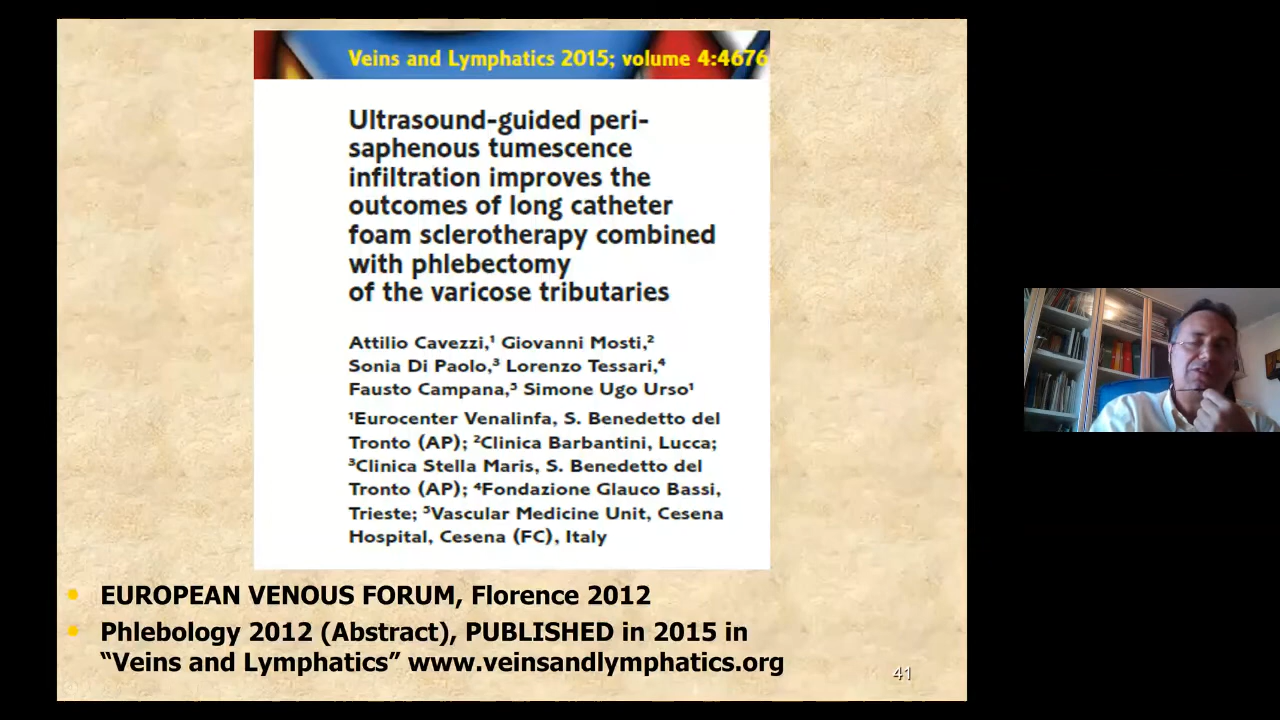 Veins and Lymphatics 2015; volume 4:4676
Ultrasound-guided peri-
saphenous tumescence
infiltration improves the
outcomes of long catheter
foam sclerotherapy combined
with phlebectomy
of the varicose tributaries
Attilio Cavezzi,¹ Giovanni Mosti,²
Sonia Di Paolo,³ Lorenzo Tessari,⁴
Fausto Campana,⁵ Simone Ugo Urso¹
¹Eurocenter Venalinfa, S. Benedetto del
Tronto (AP); ²Clinica Barbantini, Lucca;
³Clinica Stella Maris, S. Benedetto del
Tronto (AP); ⁴Fondazione Glauco Bassi,
Trieste; ⁵Vascular Medicine Unit, Cesena
Hospital, Cesena (FC), Italy
EUROPEAN VENOUS FORUM, Florence 2012
Phlebology 2012 (Abstract), PUBLISHED in 2015 in
“Veins and Lymphatics” www.veinsandlymphatics.org
41